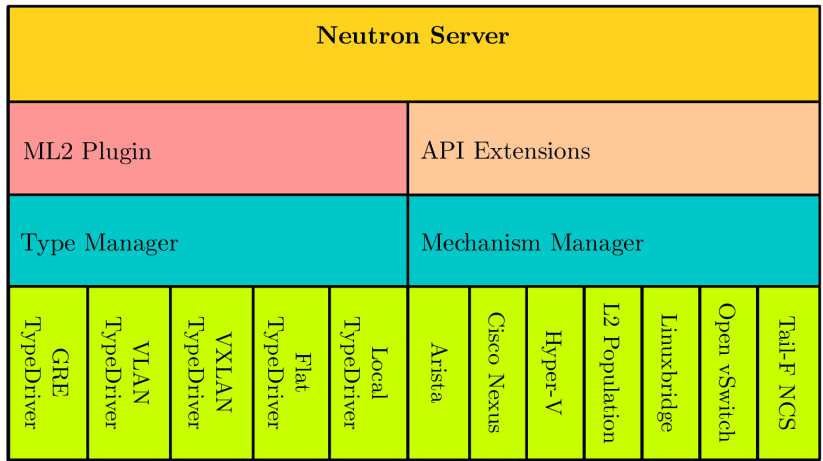 Neutron Server
ML2 Plugin
API Extensions
Type Manager
Mechanism Manager
GRE
TypeDriver
VLAN
TypeDriver
VXLAN
TypeDriver
Flat
TypeDriver
Local
TypeDriver
Arista
Cisco Nexus
Hyper-V
L2 Population
Linuxbridge
Open vSwitch
Tail-F NCS